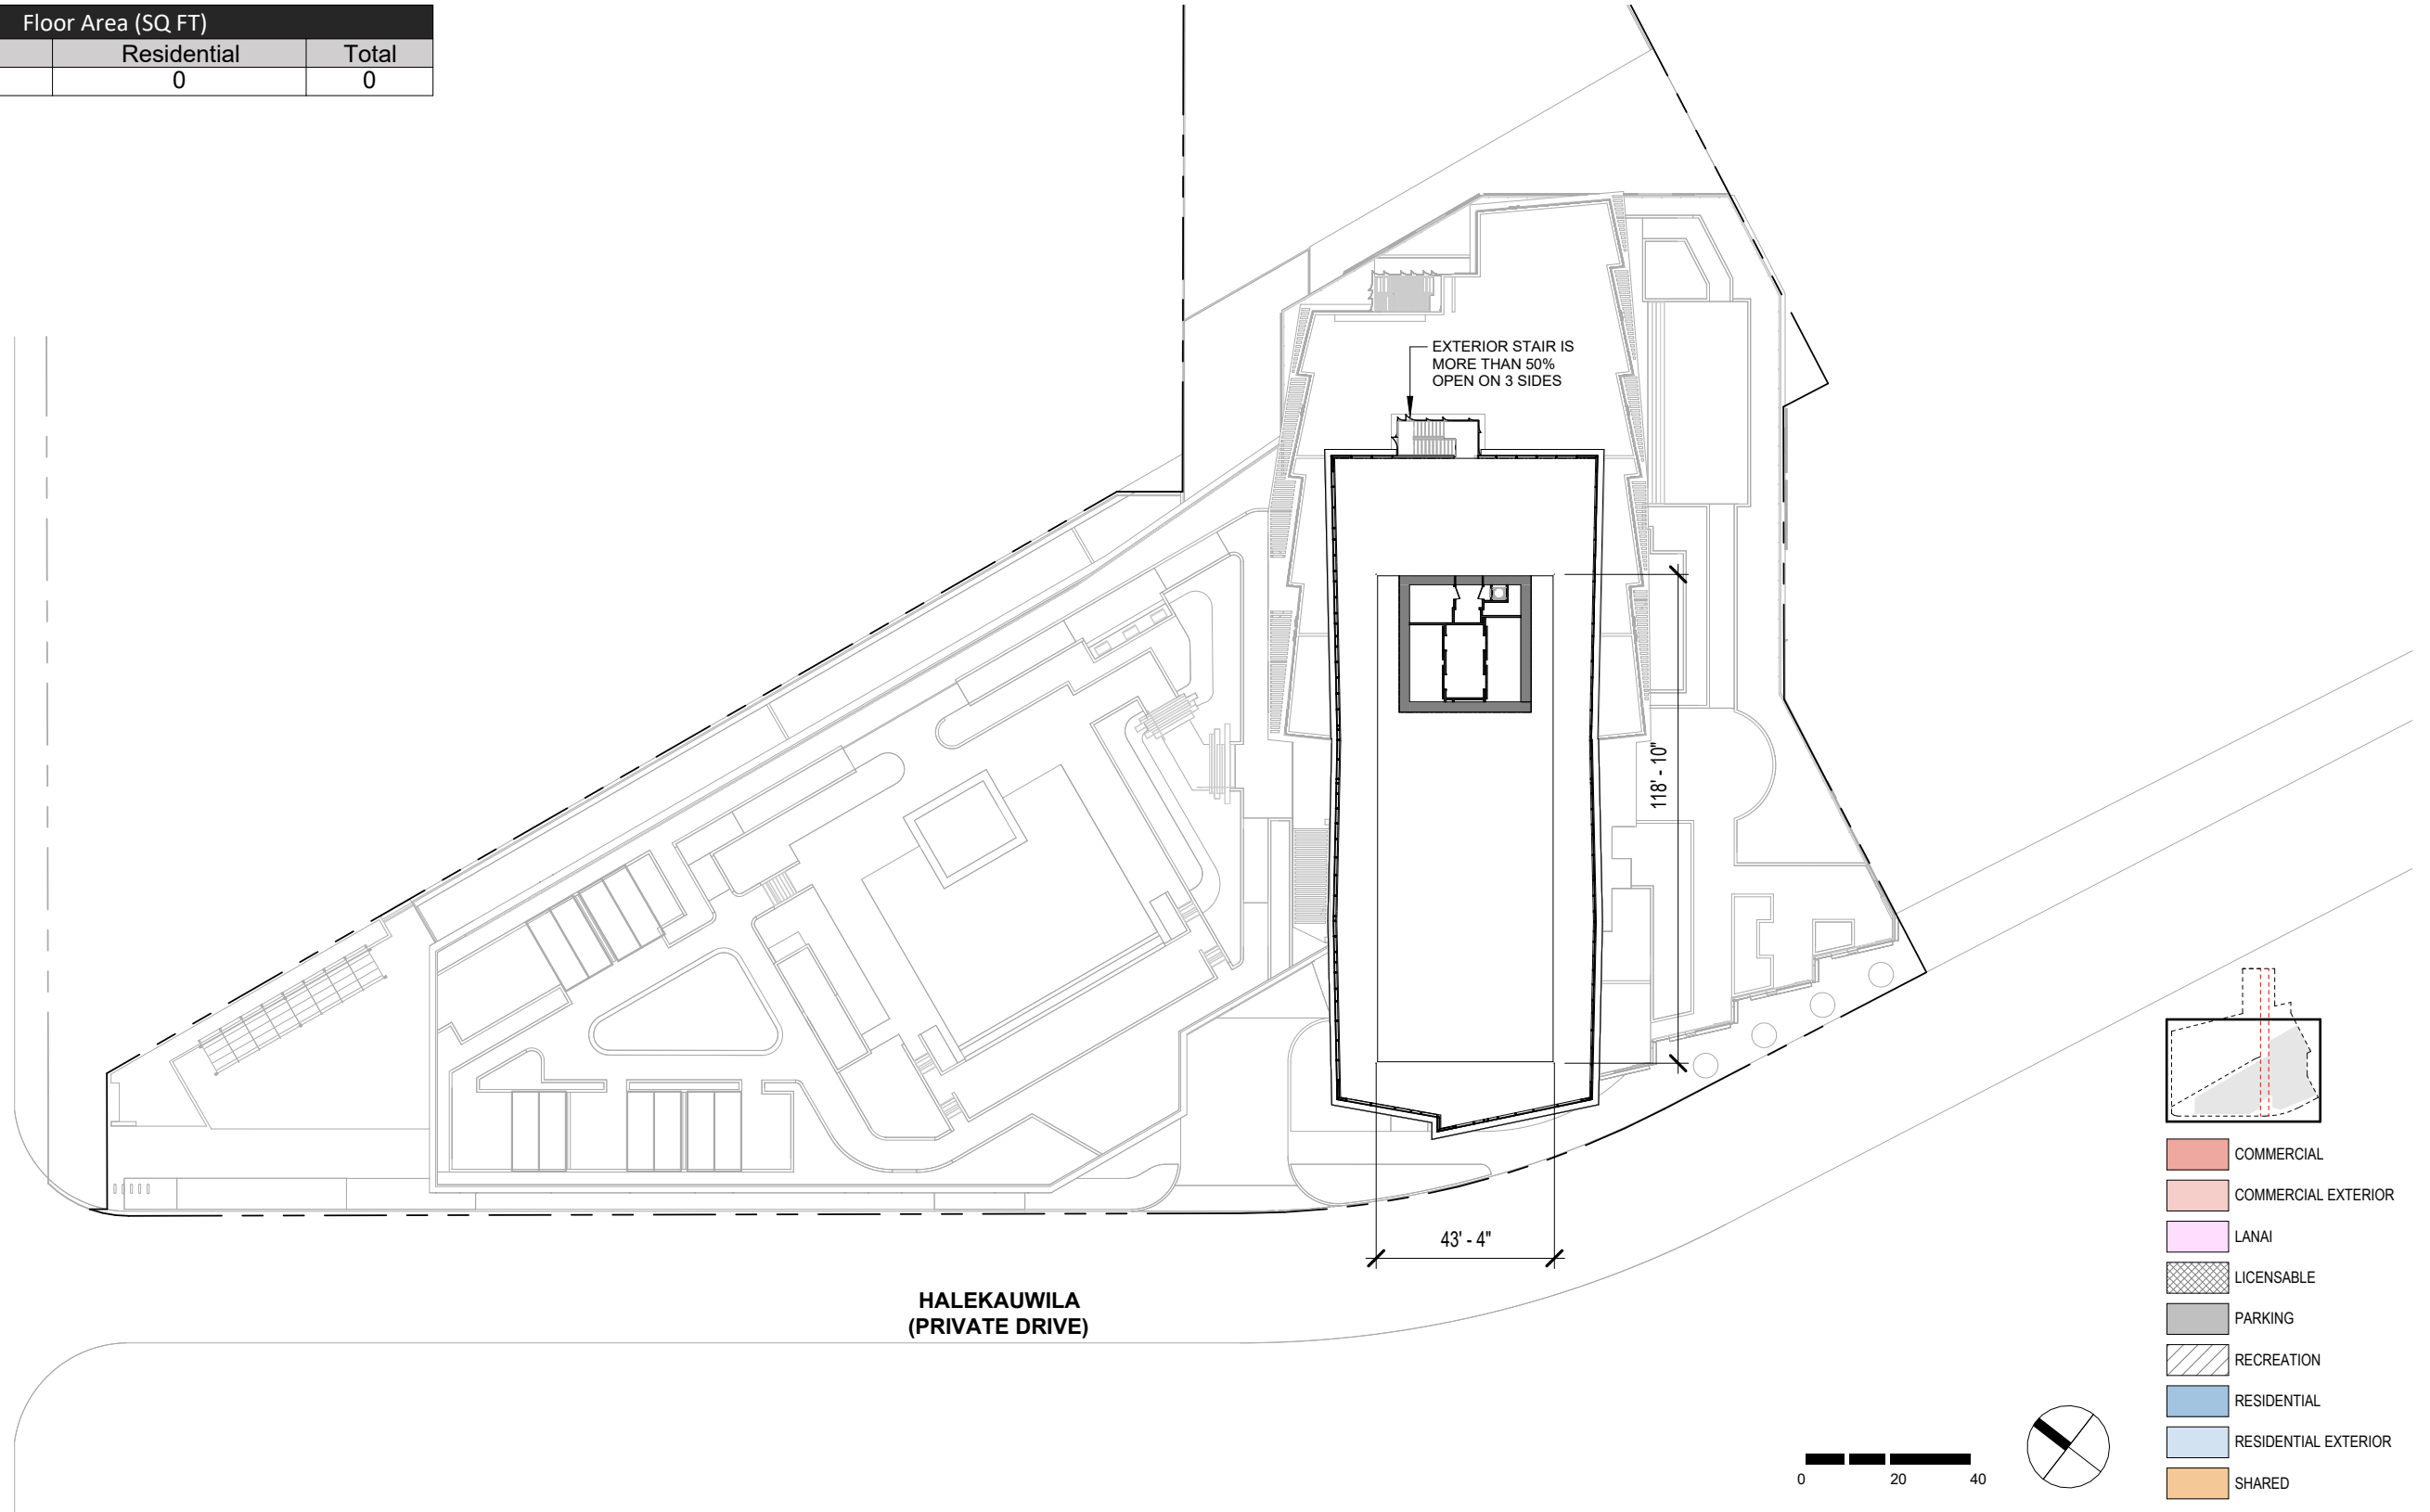 Floor Area (SQ FT)
Residential Total
0 0
EXTERIOR STAIR IS
MORE THAN 50%
OPEN ON 3 SIDES
118' - 10"
43' - 4"
HALEKAUWILA
(PRIVATE DRIVE)
COMMERCIAL
COMMERCIAL EXTERIOR
LANAI
LICENSABLE
PARKING
RECREATION
RESIDENTIAL
RESIDENTIAL EXTERIOR
SHARED
0 20 40